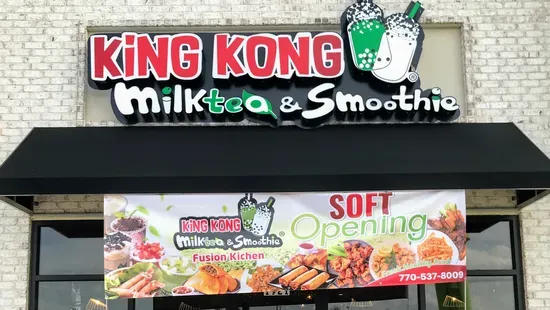 KING KONG
Milktea & Smoothie
KING KONG
Milktea & Smoothie
Fusion Kichen
SOFT
Opening
770-537-8009